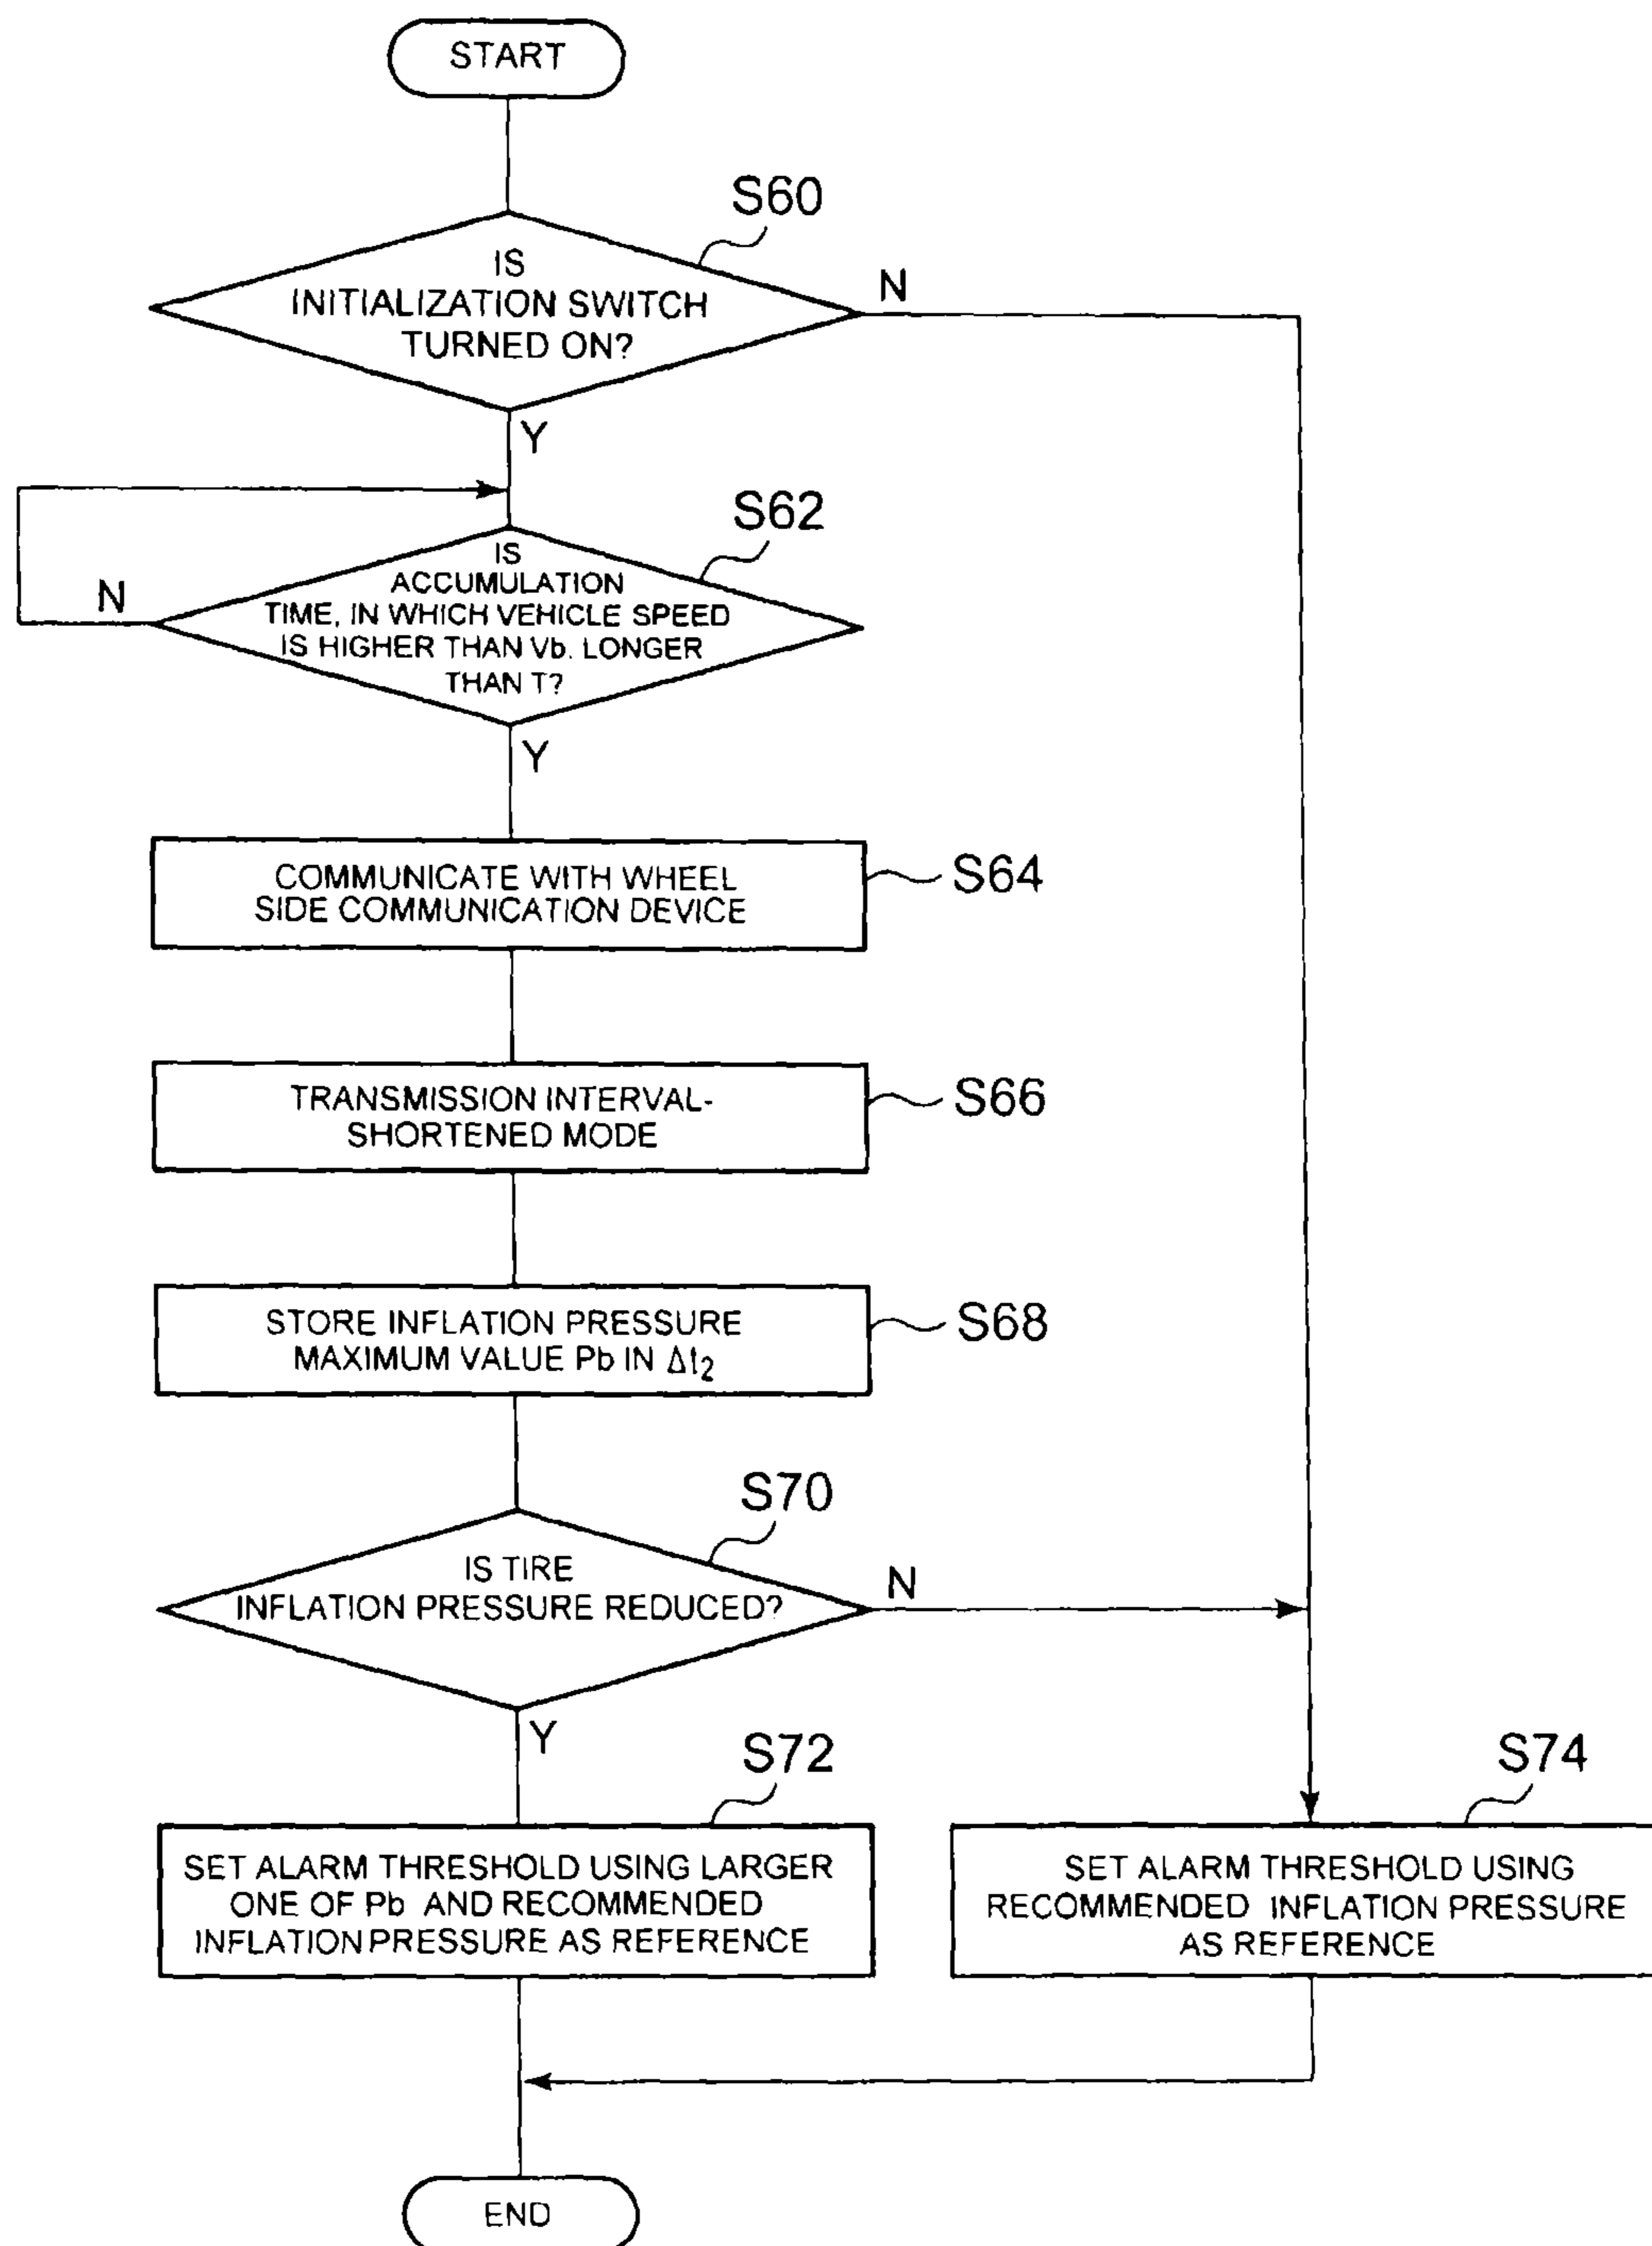 START
S60
IS
INITIALIZATION SWITCH
TURNED ON?
N
Y
S62
IS
ACCUMULATION
TIME, IN WHICH VEHICLE SPEED
IS HIGHER THAN Vb. LONGER
THAN T?
N
Y
COMMUNICATE WITH WHEEL
SIDE COMMUNICATION DEVICE
S64
TRANSMISSION INTERVAL-
SHORTENED MODE
S66
STORE INFLATION PRESSURE
MAXIMUM VALUE Pb IN Δt₂
S68
S70
IS TIRE
INFLATION PRESSURE REDUCED?
N
Y
S72
SET ALARM THRESHOLD USING LARGER
ONE OF Pb AND RECOMMENDED
INFLATION PRESSURE AS REFERENCE
S74
SET ALARM THRESHOLD USING
RECOMMENDED INFLATION PRESSURE
AS REFERENCE
END